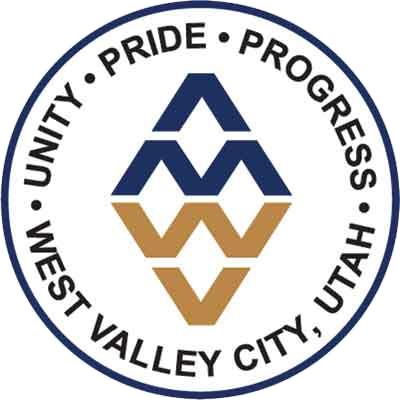 • UNITY • PRIDE • PROGRESS •
WEST VALLEY CITY, UTAH
W
V